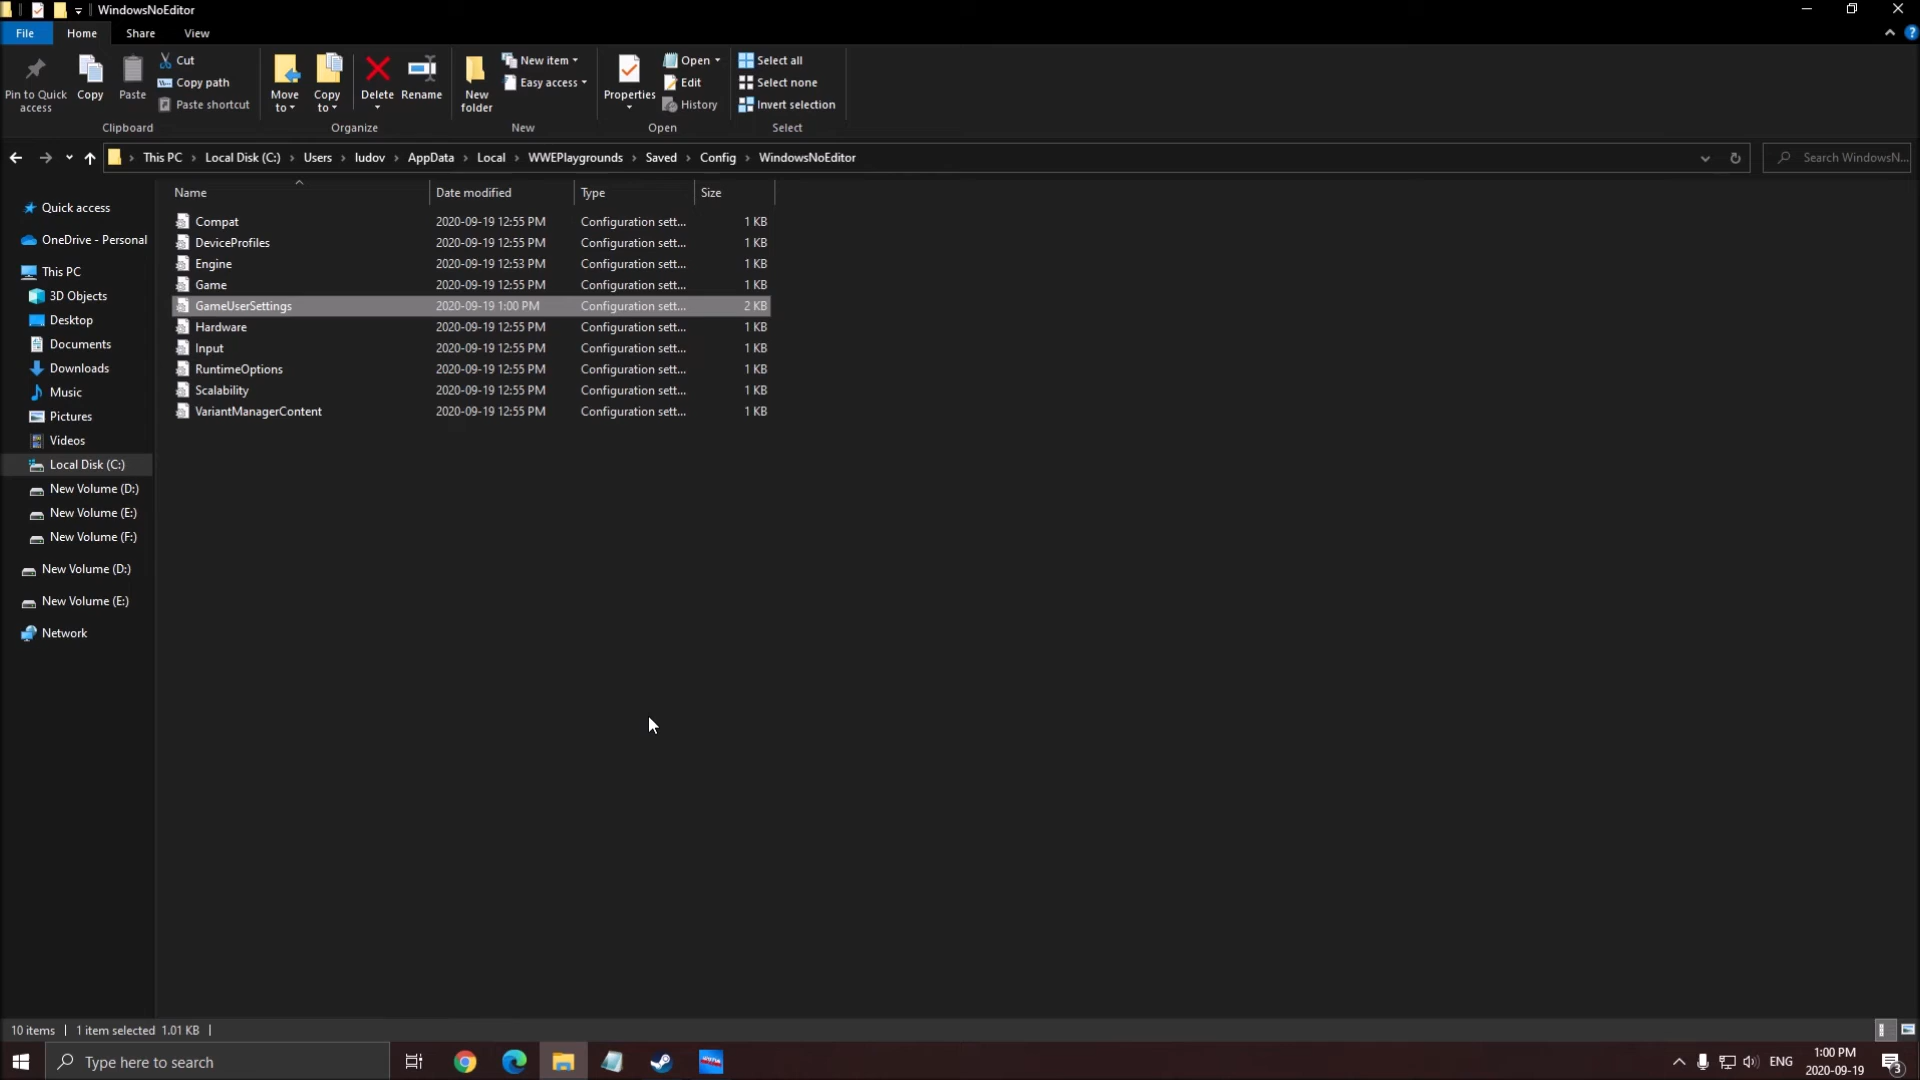 WindowsNoEditor
File Home Share View
Pin to Quick access
Copy
Paste
Cut
Copy path
Paste shortcut
Clipboard
Move to
Copy to
Delete
Rename
Organize
New folder
New item
Easy access
New
Properties
Open
Edit
History
Open
Select all
Select none
Invert selection
Select
This PC Local Disk (C:) Users ludov AppData Local WWEPlaygrounds Saved Config WindowsNoEditor
Search WindowsN...
Name Date modified Type Size
Compat 2020-09-19 12:55 PM Configuration sett... 1 KB
DeviceProfiles 2020-09-19 12:55 PM Configuration sett... 1 KB
Engine 2020-09-19 12:53 PM Configuration sett... 1 KB
Game 2020-09-19 12:55 PM Configuration sett... 1 KB
GameUserSettings 2020-09-19 1:00 PM Configuration sett... 2 KB
Hardware 2020-09-19 12:55 PM Configuration sett... 1 KB
Input 2020-09-19 12:55 PM Configuration sett... 1 KB
RuntimeOptions 2020-09-19 12:55 PM Configuration sett... 1 KB
Scalability 2020-09-19 12:55 PM Configuration sett... 1 KB
VariantManagerContent 2020-09-19 12:55 PM Configuration sett... 1 KB
Quick access
OneDrive - Personal
This PC
3D Objects
Desktop
Documents
Downloads
Music
Pictures
Videos
Local Disk (C:)
New Volume (D:)
New Volume (E:)
New Volume (F:)
New Volume (D:)
New Volume (E:)
Network
10 items 1 item selected 1.01 KB
Type here to search
ENG
1:00 PM
2020-09-19
3